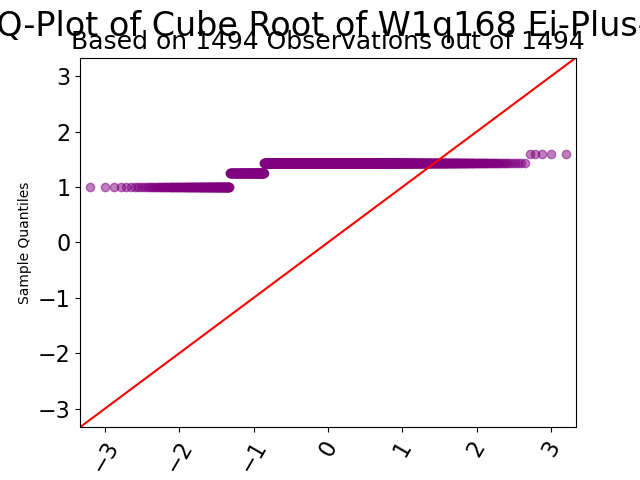 Q-Plot of Cube Root of W1q168 Ei-Plus-
Based on 1494 Observations out of 1494
Sample Quantiles
3
2
1
0
−1
−2
−3
−3 −2 −1 0 1 2 3